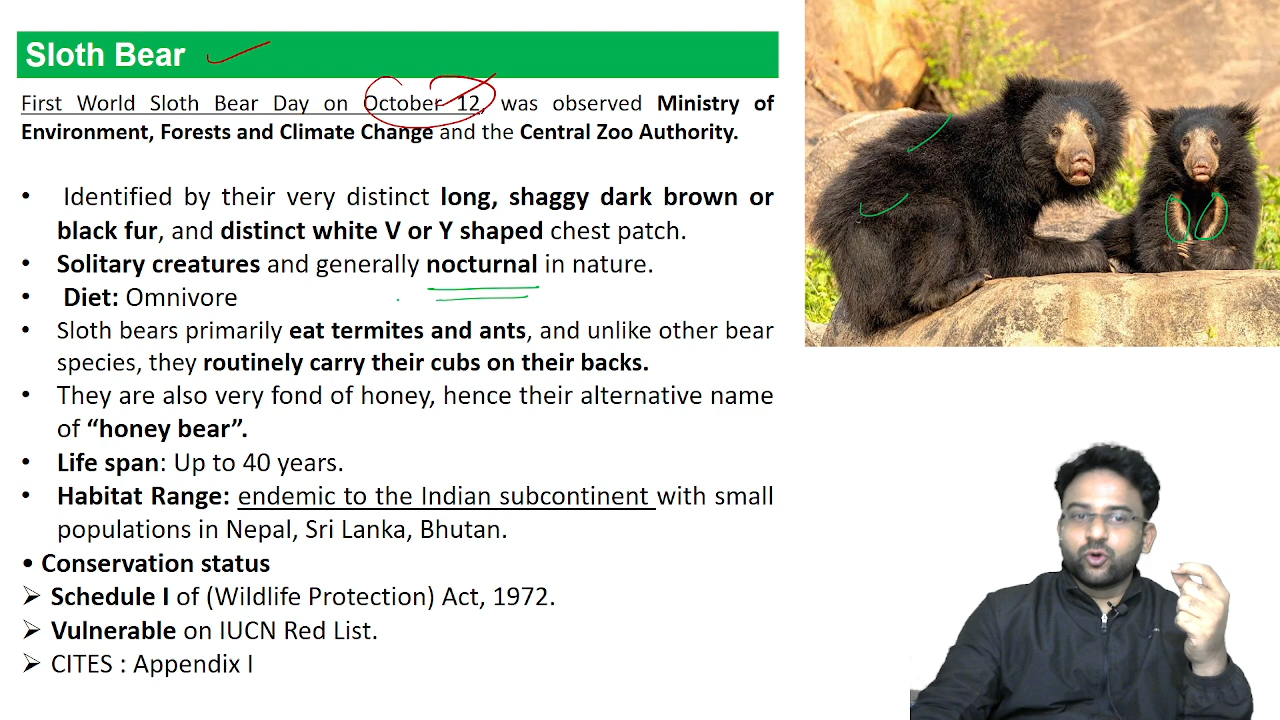 Sloth Bear
First World Sloth Bear Day on October 12, was observed Ministry of
Environment, Forests and Climate Change and the Central Zoo Authority.
• Identified by their very distinct long, shaggy dark brown or
black fur, and distinct white V or Y shaped chest patch.
• Solitary creatures and generally nocturnal in nature.
• Diet: Omnivore
• Sloth bears primarily eat termites and ants, and unlike other bear
species, they routinely carry their cubs on their backs.
• They are also very fond of honey, hence their alternative name
of “honey bear”.
• Life span: Up to 40 years.
• Habitat Range: endemic to the Indian subcontinent with small
populations in Nepal, Sri Lanka, Bhutan.
• Conservation status
➢ Schedule I of (Wildlife Protection) Act, 1972.
➢ Vulnerable on IUCN Red List.
➢ CITES : Appendix I